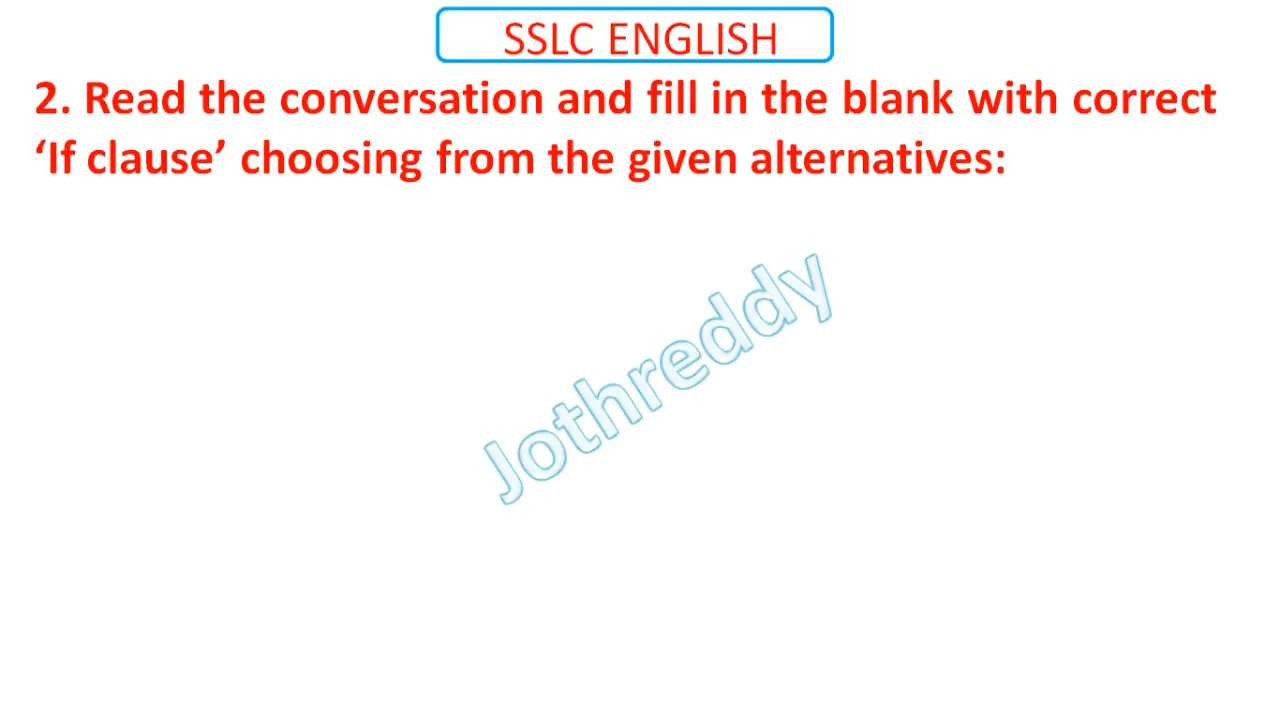 SSLC ENGLISH
2. Read the conversation and fill in the blank with correct
‘If clause’ choosing from the given alternatives:
Jothreddy